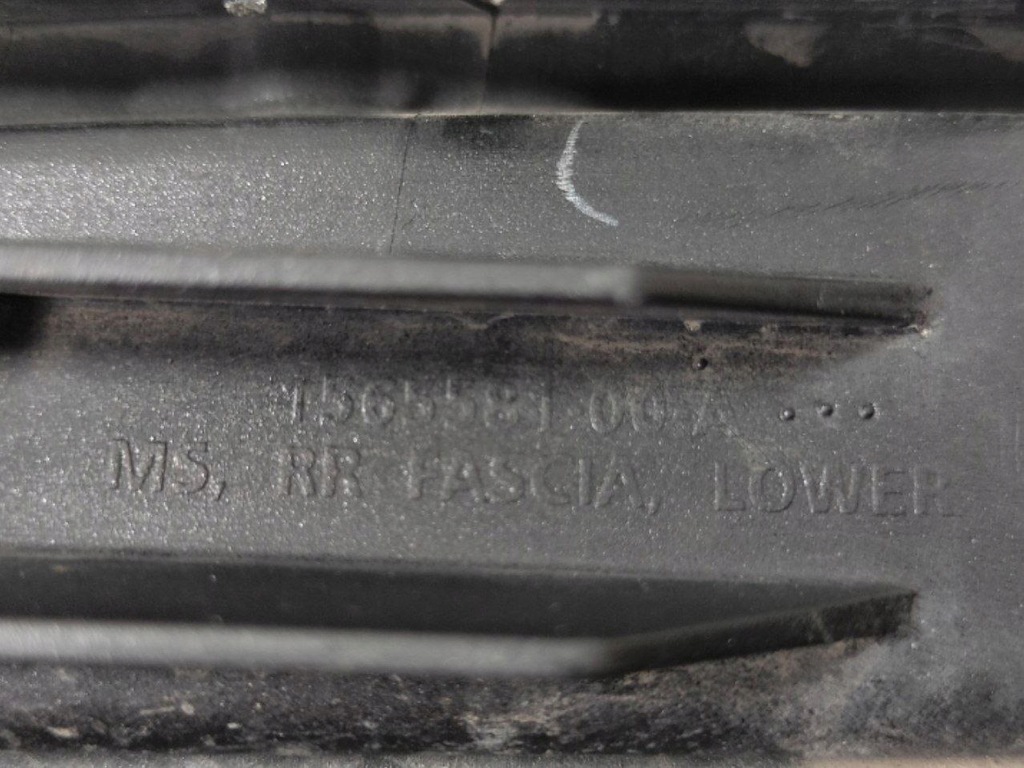 1565581-00-A
MS, RR FASCIA, LOWER